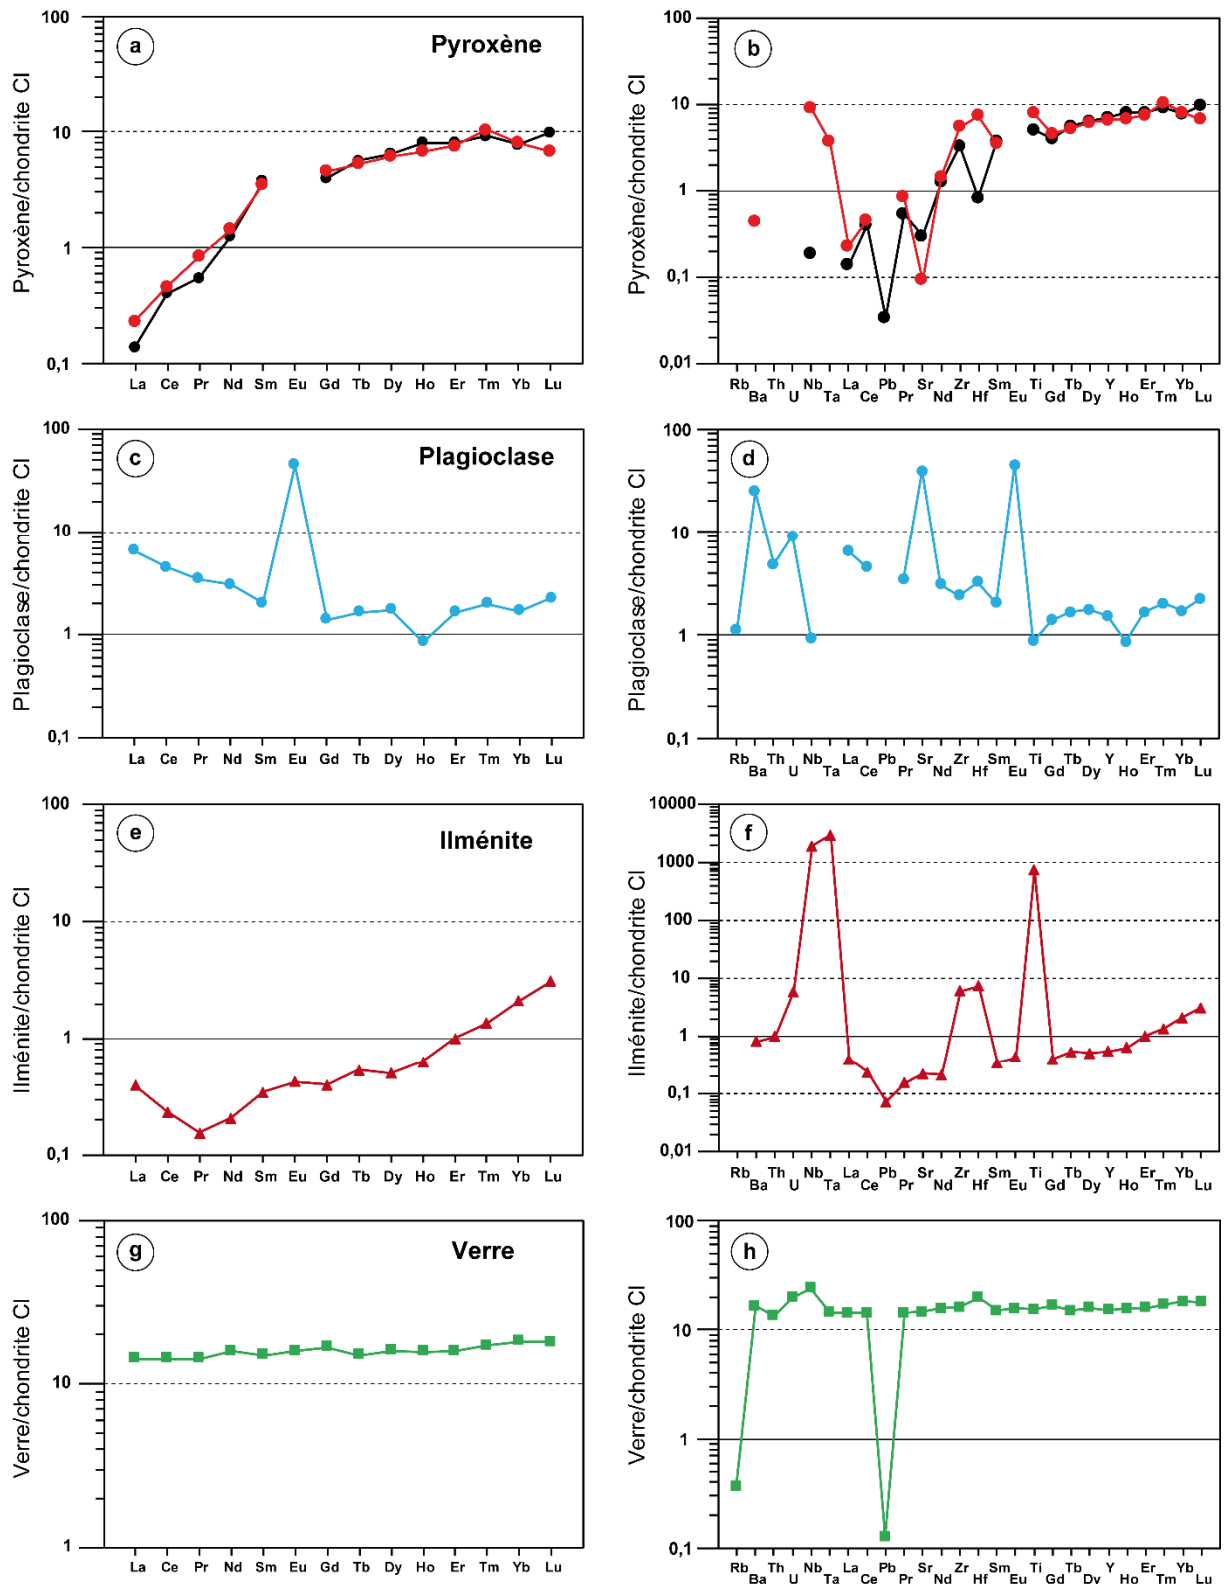 a
Pyroxène
Pyroxène/chondrite CI
100
10
1
0,1
La Ce Pr Nd Sm Eu Gd Tb Dy Ho Er Tm Yb Lu
b
Pyroxène/chondrite CI
100
10
1
0,1
0,01
Rb Ba Th U Nb Ta La Ce Pb Pr Sr Nd Zr Hf Sm Eu Ti Gd Tb Dy Y Ho Er Tm Yb Lu
c
Plagioclase
Plagioclase/chondrite CI
100
10
1
0,1
La Ce Pr Nd Sm Eu Gd Tb Dy Ho Er Tm Yb Lu
d
Plagioclase/chondrite CI
100
10
1
0,1
Rb Ba Th U Nb Ta La Ce Pb Pr Sr Nd Zr Hf Sm Eu Ti Gd Tb Dy Y Ho Er Tm Yb Lu
e
Ilménite
Ilménite/chondrite CI
100
10
1
0,1
La Ce Pr Nd Sm Eu Gd Tb Dy Ho Er Tm Yb Lu
f
Ilménite/chondrite CI
10000
1000
100
10
1
0,1
0,01
Rb Ba Th U Nb Ta La Ce Pb Pr Sr Nd Zr Hf Sm Eu Ti Gd Tb Dy Y Ho Er Tm Yb Lu
g
Verre
Verre/chondrite CI
100
10
1
La Ce Pr Nd Sm Eu Gd Tb Dy Ho Er Tm Yb Lu
h
Verre/chondrite CI
100
10
1
0,1
Rb Ba Th U Nb Ta La Ce Pb Pr Sr Nd Zr Hf Sm Eu Ti Gd Tb Dy Y Ho Er Tm Yb Lu